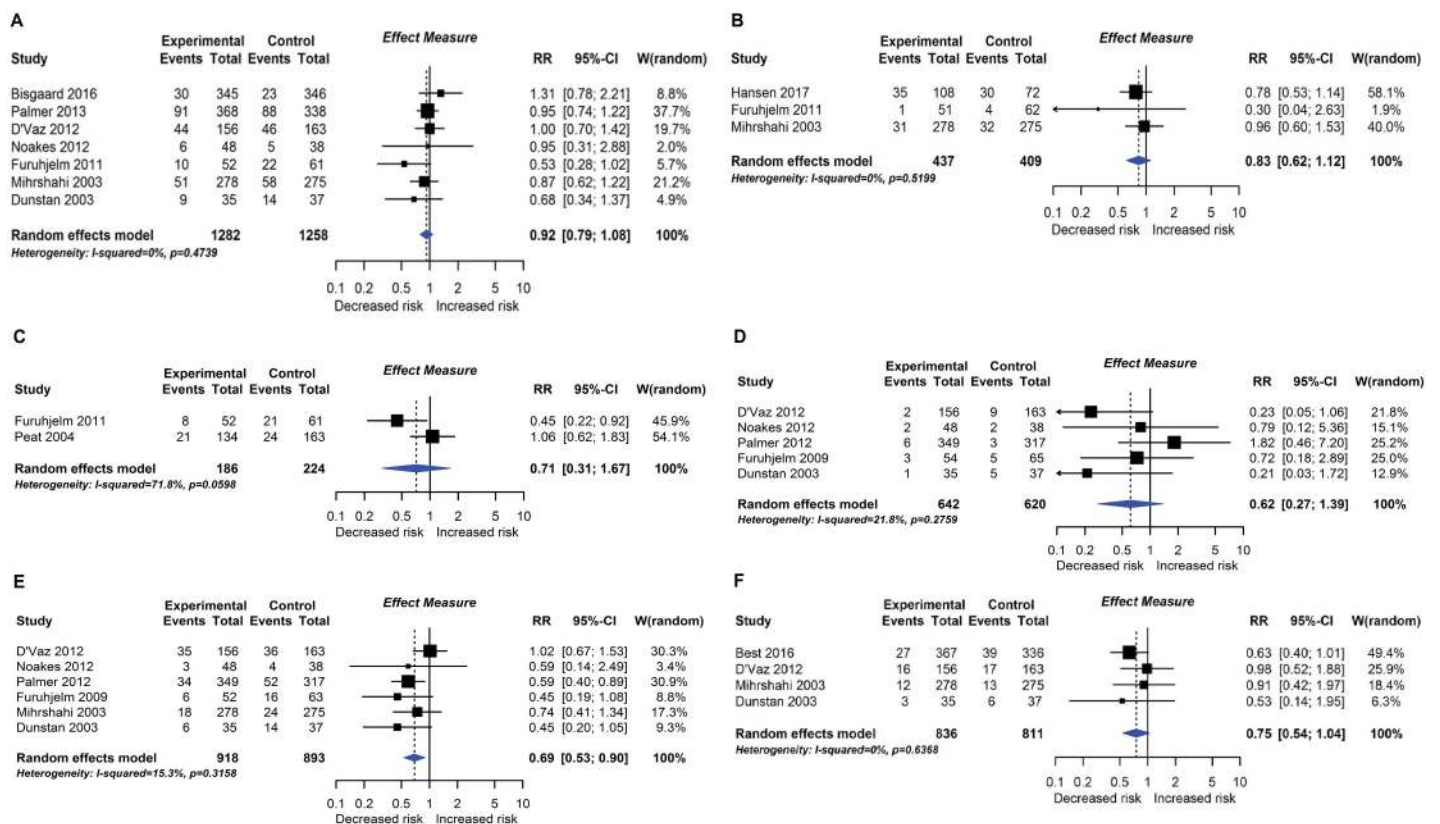 A
Experimental Control Effect Measure
Study Events Total Events Total RR 95%-CI W(random)
Bisgaard 2016 30 345 23 346 1.31 [0.78; 2.21] 8.8%
Palmer 2013 91 368 88 338 0.95 [0.74; 1.22] 37.7%
D'Vaz 2012 44 156 46 163 1.00 [0.70; 1.42] 19.7%
Noakes 2012 6 48 5 38 0.95 [0.31; 2.88] 2.0%
Furuhjelm 2011 10 52 22 61 0.53 [0.28; 1.02] 5.7%
Mihrshahi 2003 51 278 58 275 0.87 [0.62; 1.22] 21.2%
Dunstan 2003 9 35 14 37 0.68 [0.34; 1.37] 4.9%
Random effects model 1282 1258 0.92 [0.79; 1.08] 100%
Heterogeneity: I-squared=0%, p=0.4739
0.1 0.2 0.5 1 2 5 10
Decreased risk Increased risk
B
Experimental Control Effect Measure
Study Events Total Events Total RR 95%-CI W(random)
Hansen 2017 35 108 30 72 0.78 [0.53; 1.14] 58.1%
Furuhjelm 2011 1 51 4 62 0.30 [0.04; 2.63] 1.9%
Mihrshahi 2003 31 278 32 275 0.96 [0.60; 1.53] 40.0%
Random effects model 437 409 0.83 [0.62; 1.12] 100%
Heterogeneity: I-squared=0%, p=0.5199
0.1 0.2 0.5 1 2 5 10
Decreased risk Increased risk
C
Experimental Control Effect Measure
Study Events Total Events Total RR 95%-CI W(random)
Furuhjelm 2011 8 52 21 61 0.45 [0.22; 0.92] 45.9%
Peat 2004 21 134 24 163 1.06 [0.62; 1.83] 54.1%
Random effects model 186 224 0.71 [0.31; 1.67] 100%
Heterogeneity: I-squared=71.8%, p=0.0598
0.1 0.2 0.5 1 2 5 10
Decreased risk Increased risk
D
Experimental Control Effect Measure
Study Events Total Events Total RR 95%-CI W(random)
D'Vaz 2012 2 156 9 163 0.23 [0.05; 1.06] 21.8%
Noakes 2012 2 48 2 38 0.79 [0.12; 5.36] 15.1%
Palmer 2012 6 349 3 317 1.82 [0.46; 7.20] 25.2%
Furuhjelm 2009 3 54 5 65 0.72 [0.18; 2.89] 25.0%
Dunstan 2003 1 35 5 37 0.21 [0.03; 1.72] 12.9%
Random effects model 642 620 0.62 [0.27; 1.39] 100%
Heterogeneity: I-squared=21.8%, p=0.2759
0.1 0.2 0.5 1 2 5 10
Decreased risk Increased risk
E
Experimental Control Effect Measure
Study Events Total Events Total RR 95%-CI W(random)
D'Vaz 2012 35 156 36 163 1.02 [0.67; 1.53] 30.3%
Noakes 2012 3 48 4 38 0.59 [0.14; 2.49] 3.4%
Palmer 2012 34 349 52 317 0.59 [0.40; 0.89] 30.9%
Furuhjelm 2009 6 52 16 63 0.45 [0.19; 1.08] 8.8%
Mihrshahi 2003 18 278 24 275 0.74 [0.41; 1.34] 17.3%
Dunstan 2003 6 35 14 37 0.45 [0.20; 1.05] 9.3%
Random effects model 918 893 0.69 [0.53; 0.90] 100%
Heterogeneity: I-squared=15.3%, p=0.3158
0.1 0.2 0.5 1 2 5 10
Decreased risk Increased risk
F
Experimental Control Effect Measure
Study Events Total Events Total RR 95%-CI W(random)
Best 2016 27 367 39 336 0.63 [0.40; 1.01] 49.4%
D'Vaz 2012 16 156 17 163 0.98 [0.52; 1.88] 25.9%
Mihrshahi 2003 12 278 13 275 0.91 [0.42; 1.97] 18.4%
Dunstan 2003 3 35 6 37 0.53 [0.14; 1.95] 6.3%
Random effects model 836 811 0.75 [0.54; 1.04] 100%
Heterogeneity: I-squared=0%, p=0.6368
0.1 0.2 0.5 1 2 5 10
Decreased risk Increased risk